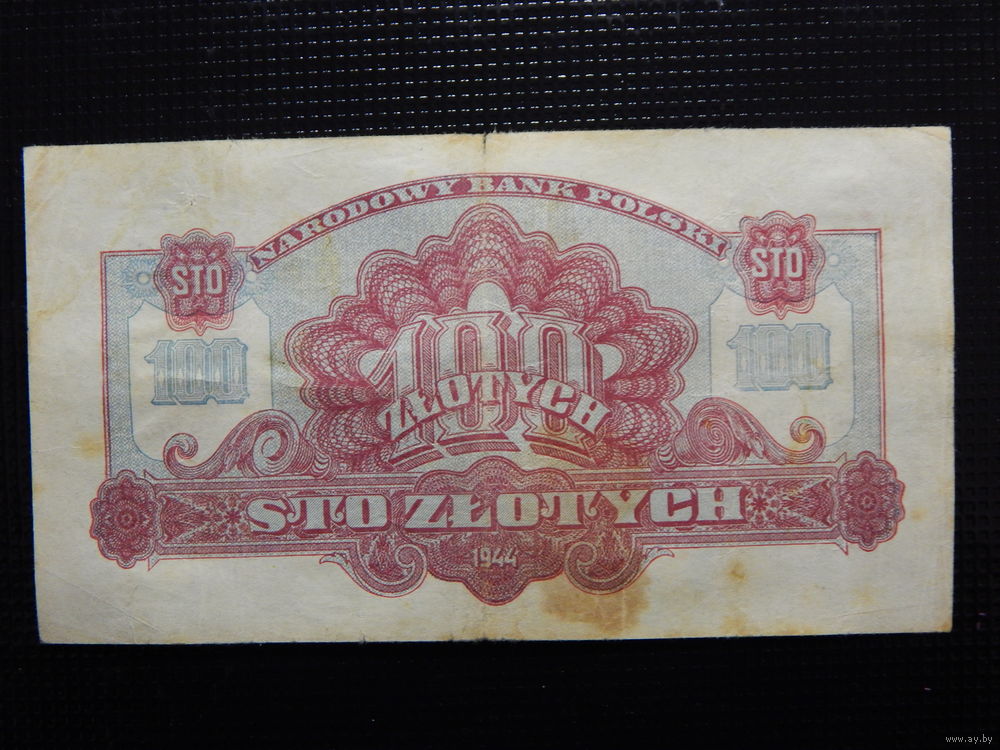 NARODOWY BANK POLSKI
STO STO
100 100
100
ZŁOTYCH
STO ZŁOTYCH
1944
www.ay.by